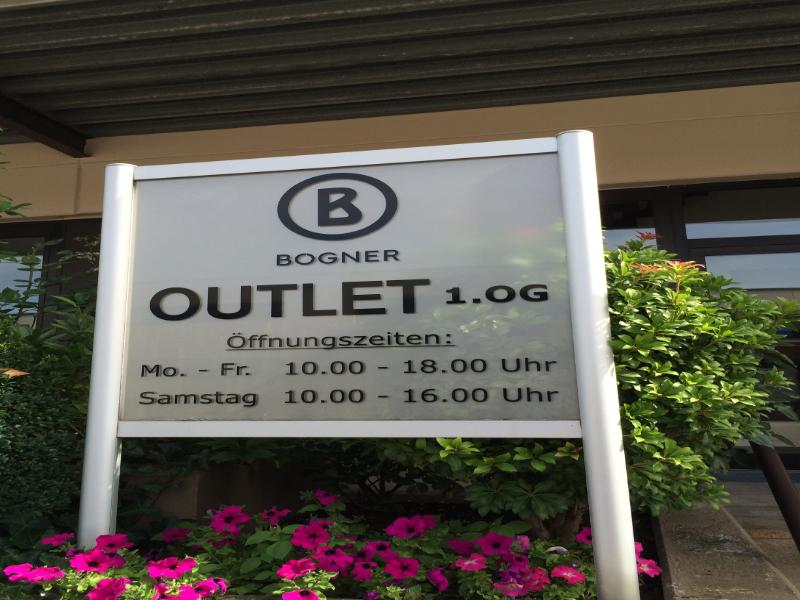 B
BOGNER
OUTLET 1.OG
Öffnungszeiten:
Mo. - Fr. 10.00 - 18.00 Uhr
Samstag 10.00 - 16.00 Uhr